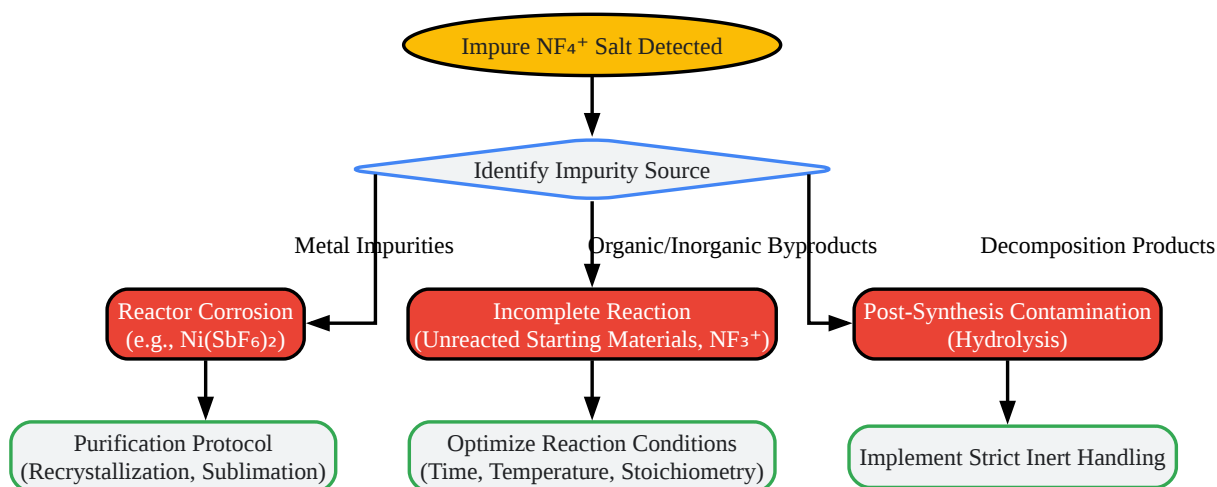 Impure NF₄⁺ Salt Detected
Identify Impurity Source
Metal Impurities
Organic/Inorganic Byproducts
Decomposition Products
Reactor Corrosion
(e.g., Ni(SbF₆)₂)
Incomplete Reaction
(Unreacted Starting Materials, NF₃⁺)
Post-Synthesis Contamination
(Hydrolysis)
Purification Protocol
(Recrystallization, Sublimation)
Optimize Reaction Conditions
(Time, Temperature, Stoichiometry)
Implement Strict Inert Handling